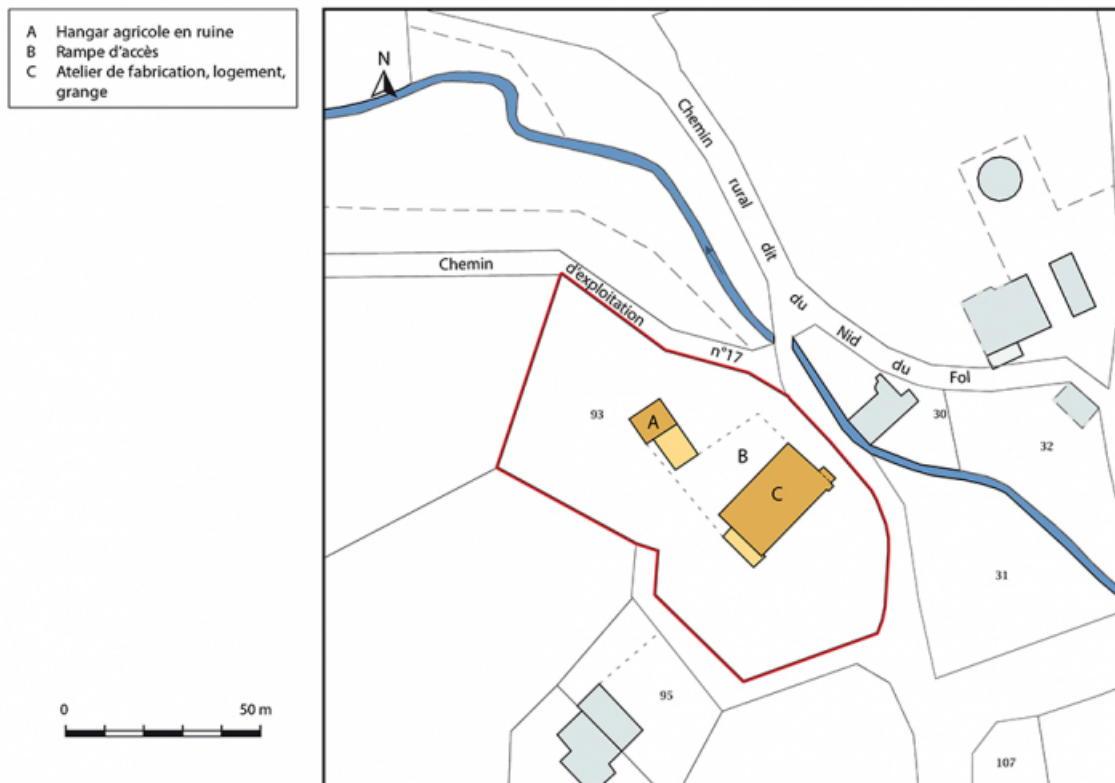 A Hangar agricole en ruine
B Rampe d'accès
C Atelier de fabrication, logement,
grange
N
Chemin rural dit du Nid du Fol
Chemin d'exploitation n°17
93
A
B
C
30
32
31
95
107
0 50 m